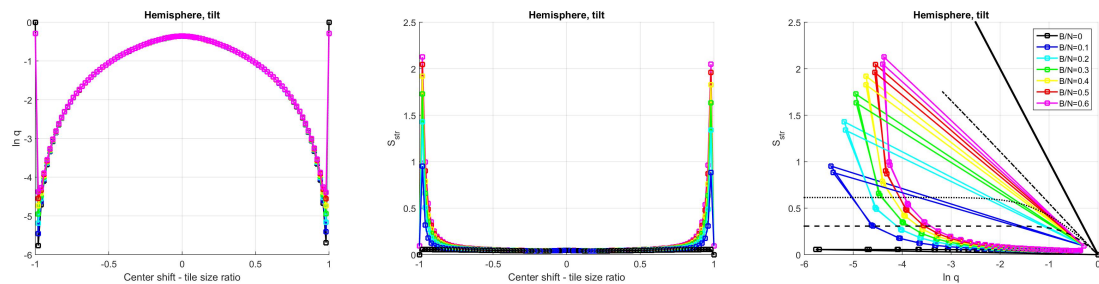 Hemisphere, tilt
0
-1
-2
-3
-4
-5
-6
ln q
-1
-0.5
0
0.5
1
Center shift - tile size ratio
Hemisphere, tilt
2.5
2
1.5
1
0.5
0
S_str
-1
-0.5
0
0.5
1
Center shift - tile size ratio
Hemisphere, tilt
2.5
2
1.5
1
0.5
0
S_str
-6
-5
-4
-3
-2
-1
0
ln q
B/N=0
B/N=0.1
B/N=0.2
B/N=0.3
B/N=0.4
B/N=0.5
B/N=0.6